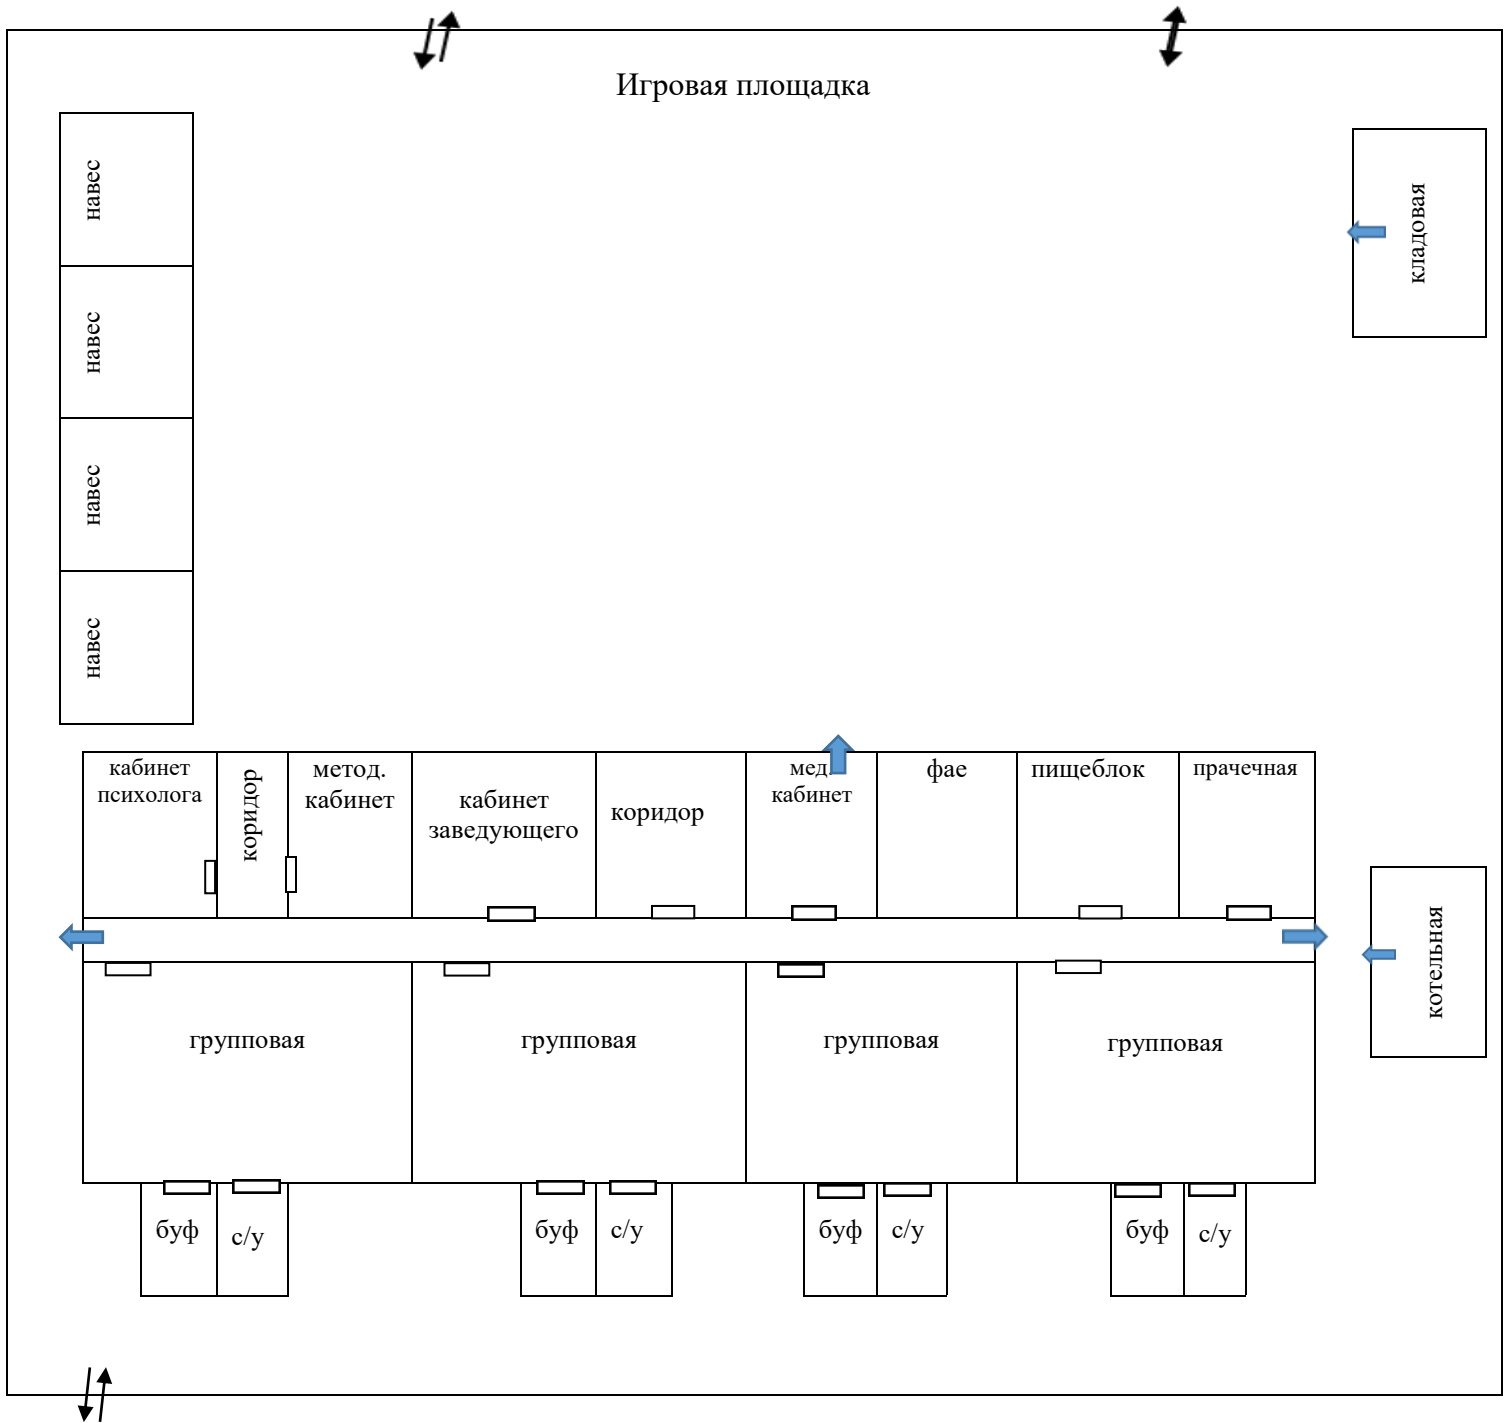 Игровая площадка
навес
навес
навес
навес
кладовая
кабинет
психолога
коридор
метод.
кабинет
кабинет
заведующего
коридор
мед.
кабинет
фае
пищеблок
прачечная
котельная
групповая
групповая
групповая
групповая
буф
с/у
буф
с/у
буф
с/у
буф
с/у